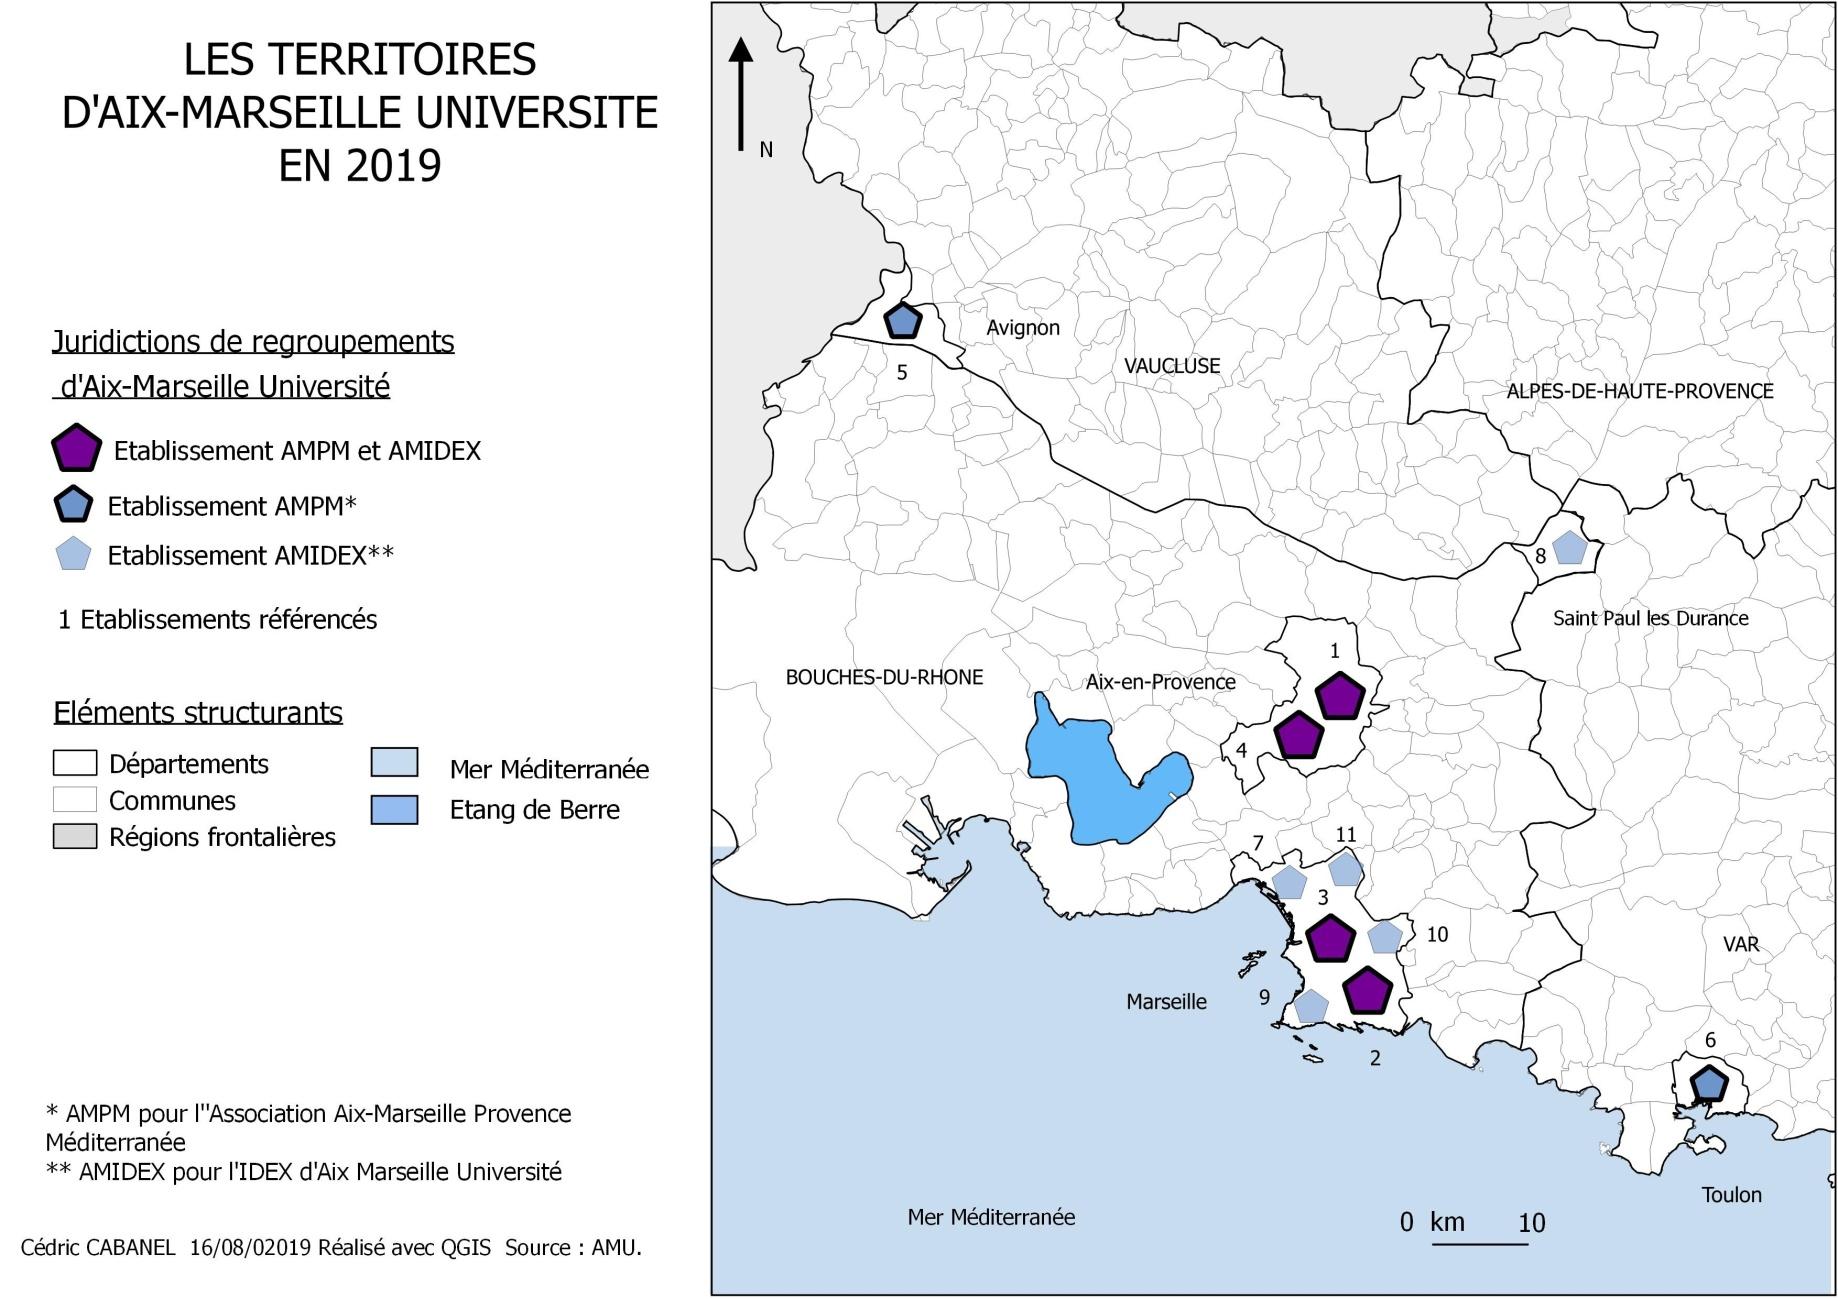 LES TERRITOIRES
D'AIX-MARSEILLE UNIVERSITE
EN 2019
Juridictions de regroupements
d'Aix-Marseille Université
Etablissement AMPM et AMIDEX
Etablissement AMPM*
Etablissement AMIDEX**
1 Etablissements référencés
Eléments structurants
Départements
Communes
Régions frontalières
Mer Méditerranée
Etang de Berre
* AMPM pour l''Association Aix-Marseille Provence
Méditerranée
** AMIDEX pour l'IDEX d'Aix Marseille Université
Cédric CABANEL 16/08/02019 Réalisé avec QGIS Source : AMU.
N
Avignon
5
VAUCLUSE
ALPES-DE-HAUTE-PROVENCE
8
Saint Paul les Durance
1
BOUCHES-DU-RHONE
Aix-en-Provence
4
7
11
3
10
VAR
9
Marseille
2
6
Toulon
Mer Méditerranée
0 km 10